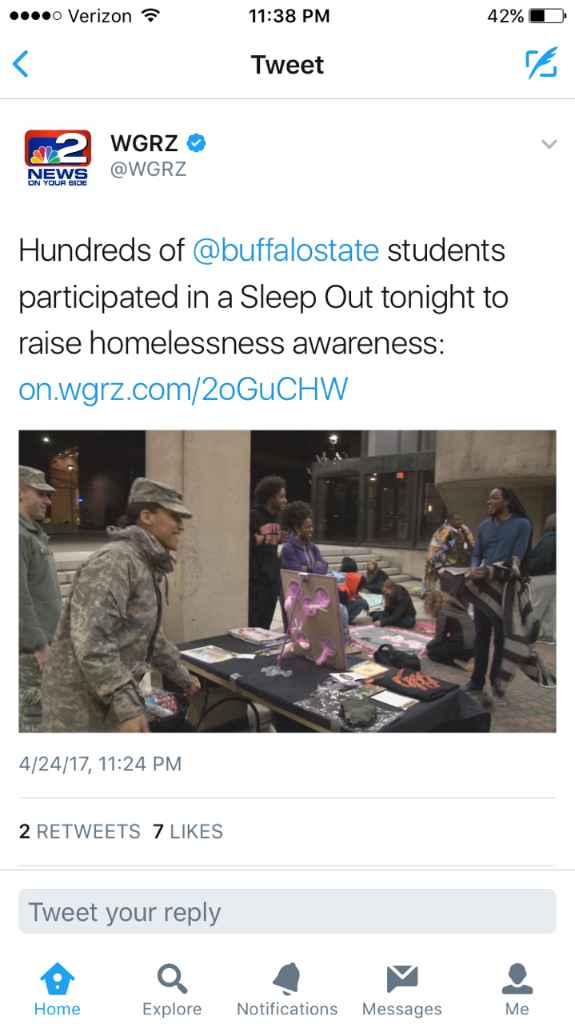 Verizon 11:38 PM 42%
Tweet
2
NEWS
ON YOUR SIDE
WGRZ
@WGRZ
Hundreds of @buffalostate students
participated in a Sleep Out tonight to
raise homelessness awareness:
on.wgrz.com/2oGuCHW
4/24/17, 11:24 PM
2 RETWEETS 7 LIKES
Tweet your reply
Home Explore Notifications Messages Me